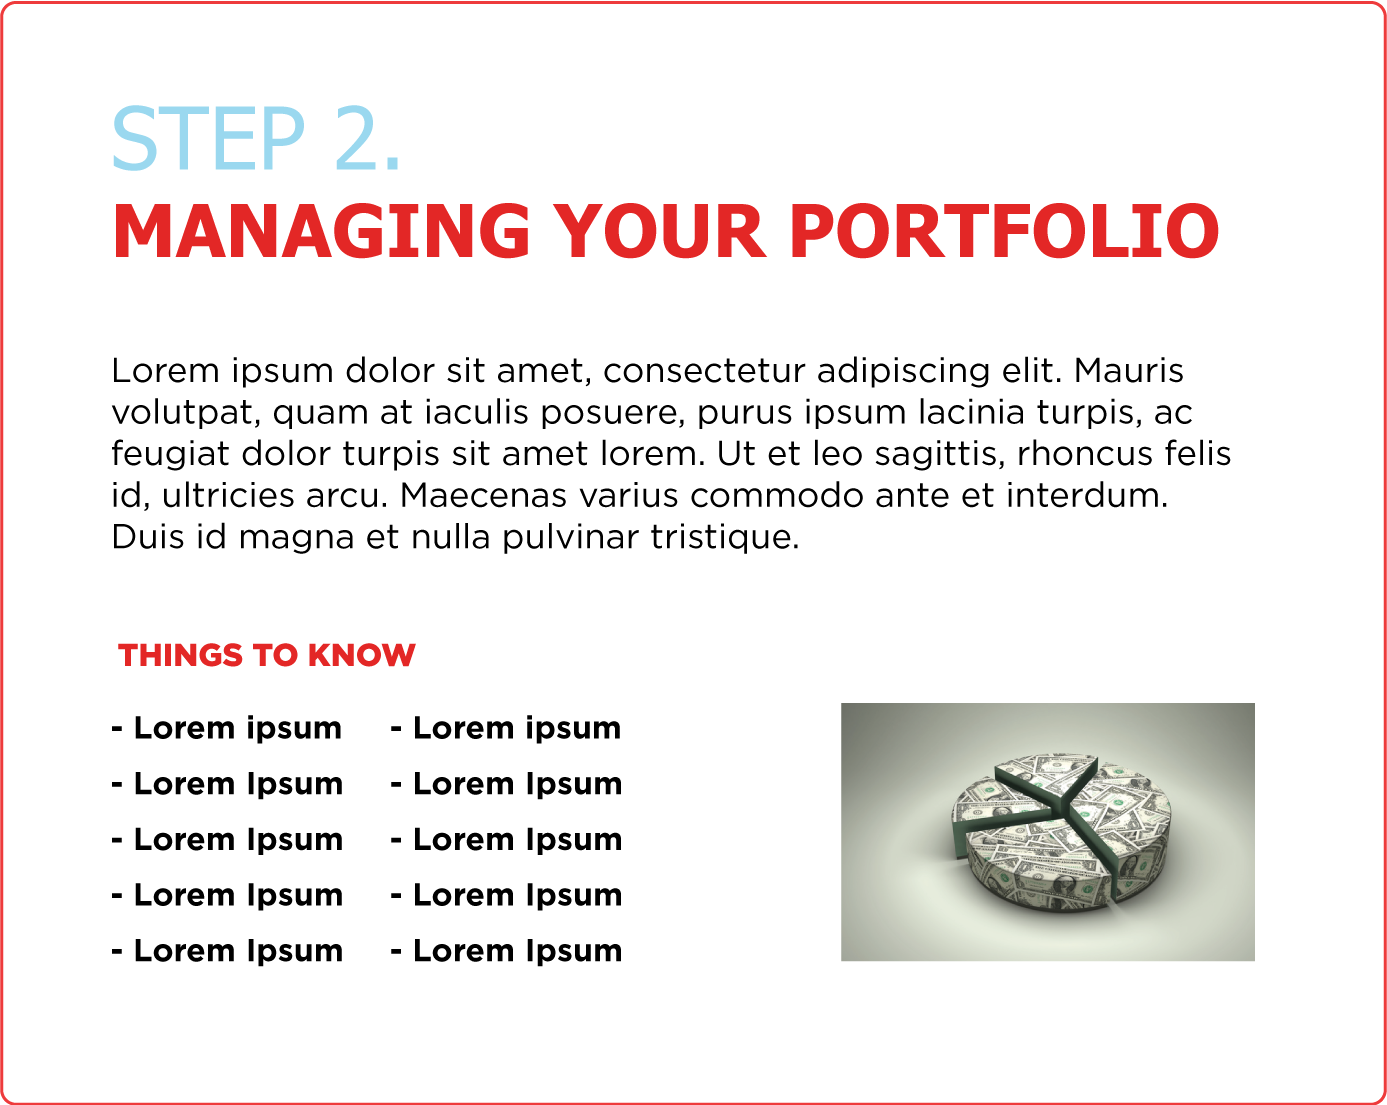 STEP 2.
MANAGING YOUR PORTFOLIO
Lorem ipsum dolor sit amet, consectetur adipiscing elit. Mauris
volutpat, quam at iaculis posuere, purus ipsum lacinia turpis, ac
feugiat dolor turpis sit amet lorem. Ut et leo sagittis, rhoncus felis
id, ultricies arcu. Maecenas varius commodo ante et interdum.
Duis id magna et nulla pulvinar tristique.
THINGS TO KNOW
- Lorem ipsum
- Lorem Ipsum
- Lorem Ipsum
- Lorem Ipsum
- Lorem Ipsum
- Lorem ipsum
- Lorem Ipsum
- Lorem Ipsum
- Lorem Ipsum
- Lorem Ipsum